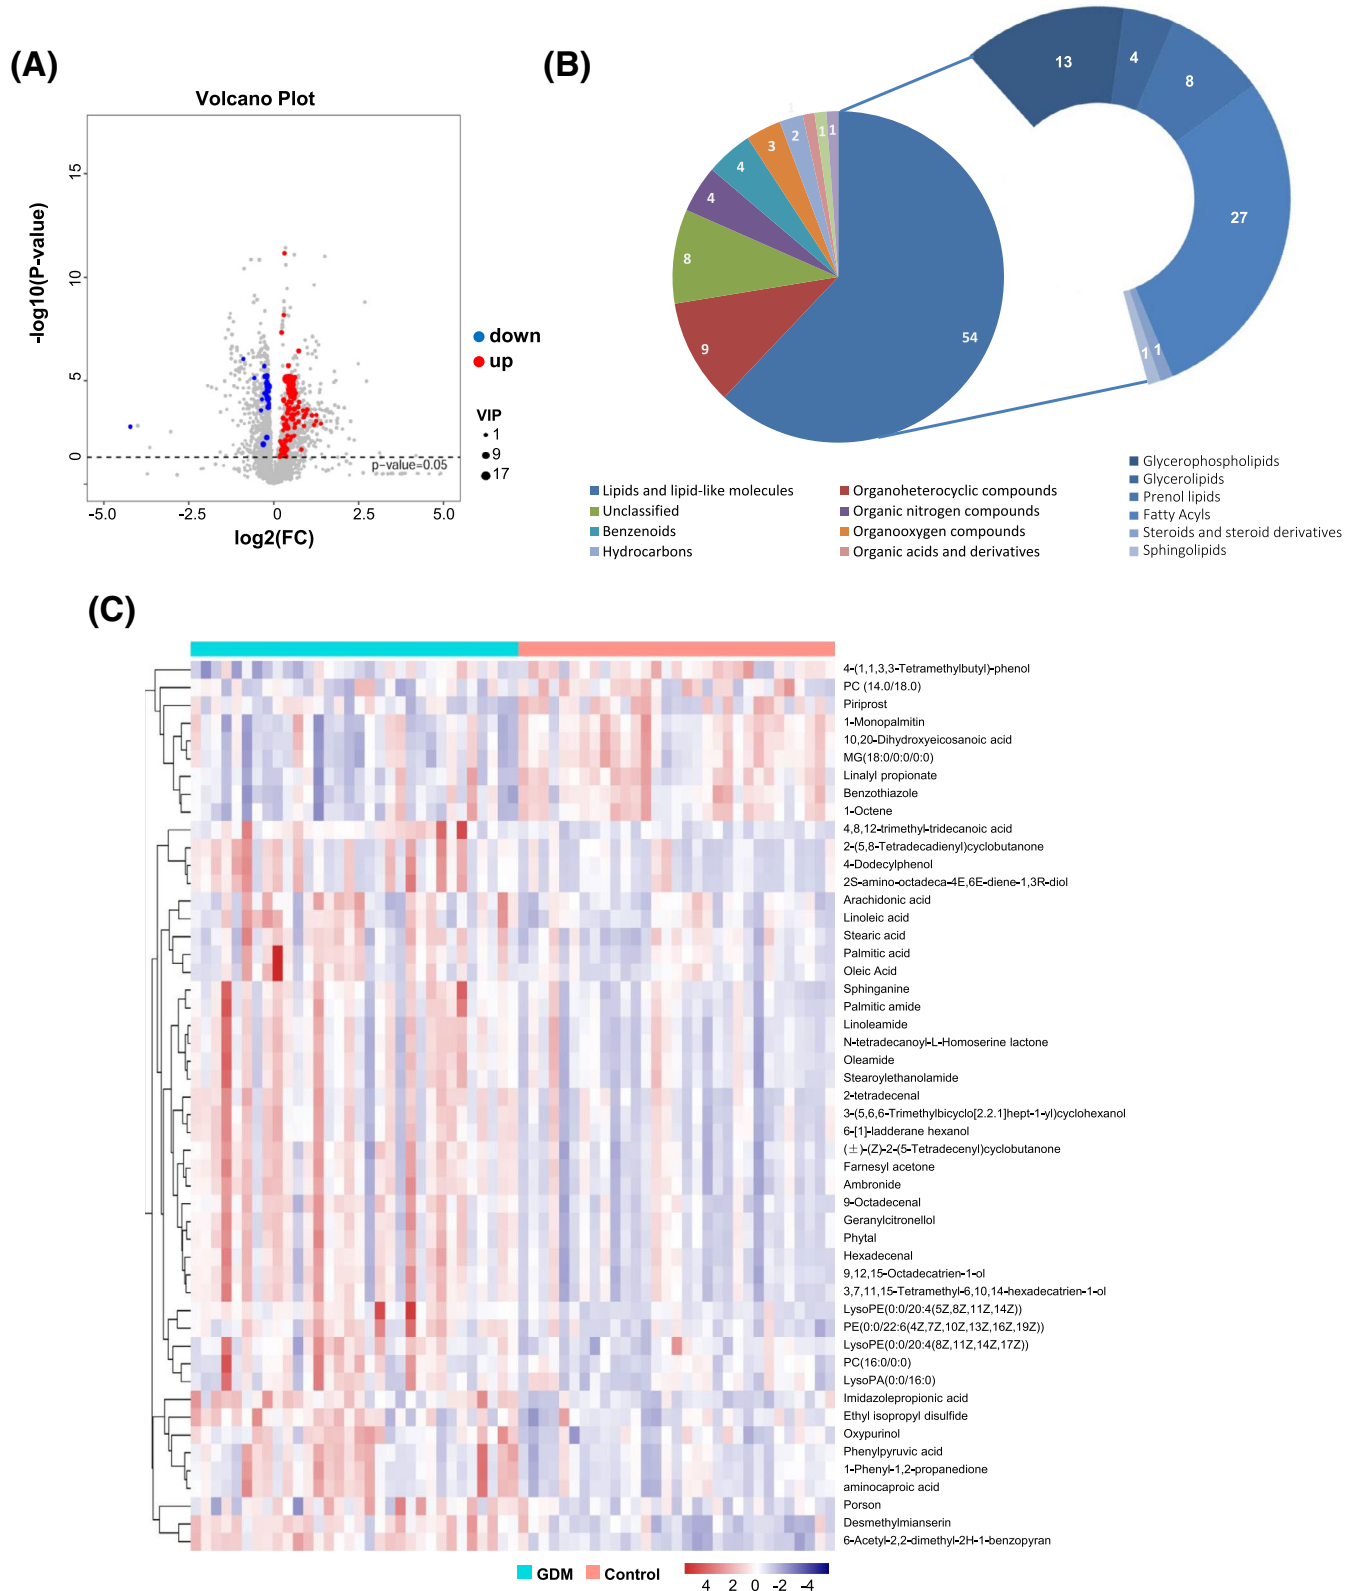 (A)
Volcano Plot
-log10(P-value)
15
10
5
0
p-value=0.05
-5.0
-2.5
0
2.5
5.0
log2(FC)
down
up
VIP
1
9
17
(B)
54
9
8
4
4
3
2
1
1
1
13
4
8
27
1
1
Lipids and lipid-like molecules
Organoheterocyclic compounds
Unclassified
Organic nitrogen compounds
Benzenoids
Organooxygen compounds
Hydrocarbons
Organic acids and derivatives
Glycerophospholipids
Glycerolipids
Prenol lipids
Fatty Acyls
Steroids and steroid derivatives
Sphingolipids
(C)
4-(1,1,3,3-Tetramethylbutyl)-phenol
PC (14.0/18.0)
Piriprost
1-Monopalmitin
10,20-Dihydroxyeicosanoic acid
MG(18:0/0:0/0:0)
Linalyl propionate
Benzothiazole
1-Octene
4,8,12-trimethyl-tridecanoic acid
2-(5,8-Tetradecadienyl)cyclobutanone
4-Dodecylphenol
2S-amino-octadeca-4E,6E-diene-1,3R-diol
Arachidonic acid
Linoleic acid
Stearic acid
Palmitic acid
Oleic Acid
Sphinganine
Palmitic amide
Linoleamide
N-tetradecanoyl-L-Homoserine lactone
Oleamide
Stearoylethanolamide
2-tetradecenal
3-(5,6,6-Trimethylbicyclo[2.2.1]hept-1-yl)cyclohexanol
6-[1]-ladderane hexanol
(±)-(Z)-2-(5-Tetradecenyl)cyclobutanone
Farnesyl acetone
Ambronide
9-Octadecenal
Geranylcitronellol
Phytal
Hexadecenal
9,12,15-Octadecatrien-1-ol
3,7,11,15-Tetramethyl-6,10,14-hexadecatrien-1-ol
LysoPE(0:0/20:4(5Z,8Z,11Z,14Z))
PE(0:0/22:6(4Z,7Z,10Z,13Z,16Z,19Z))
LysoPE(0:0/20:4(8Z,11Z,14Z,17Z))
PC(16:0/0:0)
LysoPA(0:0/16:0)
Imidazolepropionic acid
Ethyl isopropyl disulfide
Oxypurinol
Phenylpyruvic acid
1-Phenyl-1,2-propanedione
aminocaproic acid
Porson
Desmethylmianserin
6-Acetyl-2,2-dimethyl-2H-1-benzopyran
GDM
Control
4 2 0 -2 -4